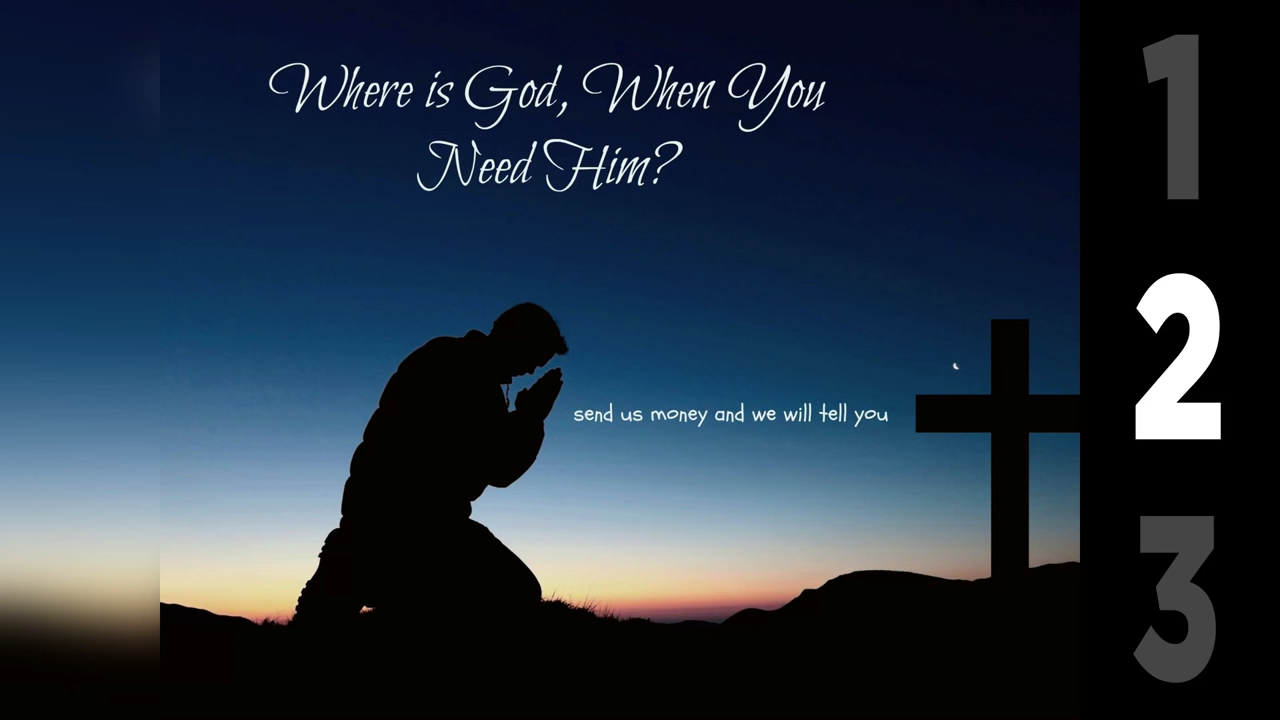 Where is God, When You
Need Him?
send us money and we will tell you
1
2
3